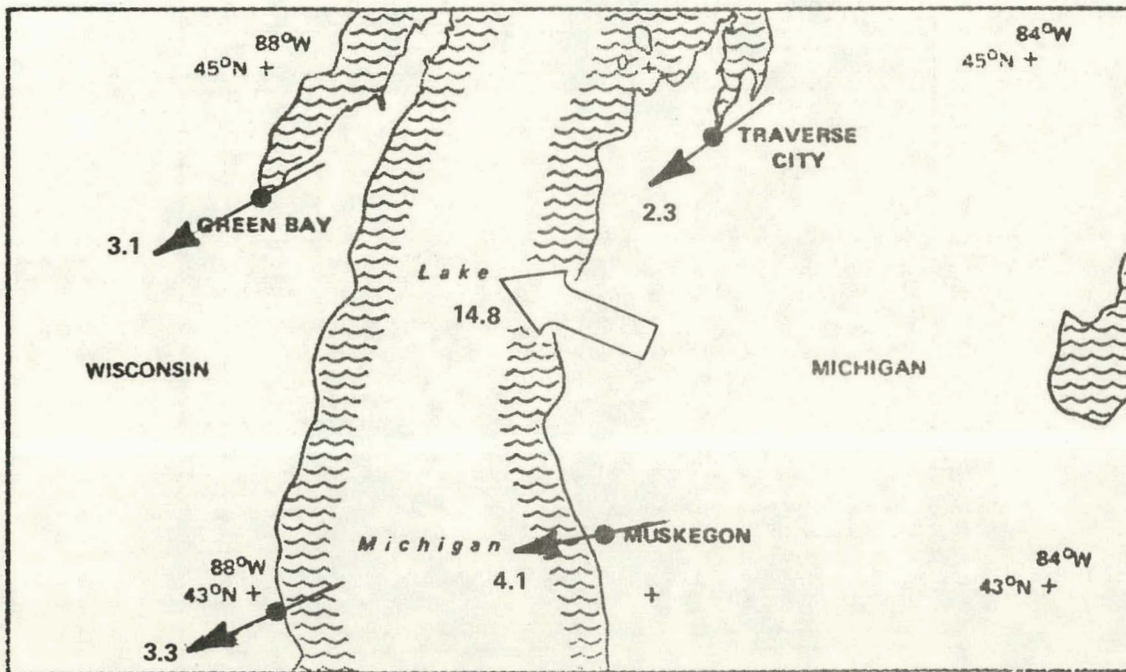 88°W
45°N +
84°W
45°N +
TRAVERSE
CITY
2.3
GREEN BAY
3.1
Lake
14.8
WISCONSIN
MICHIGAN
MUSKEGON
Michigan
4.1
88°W
43°N +
84°W
43°N +
3.3